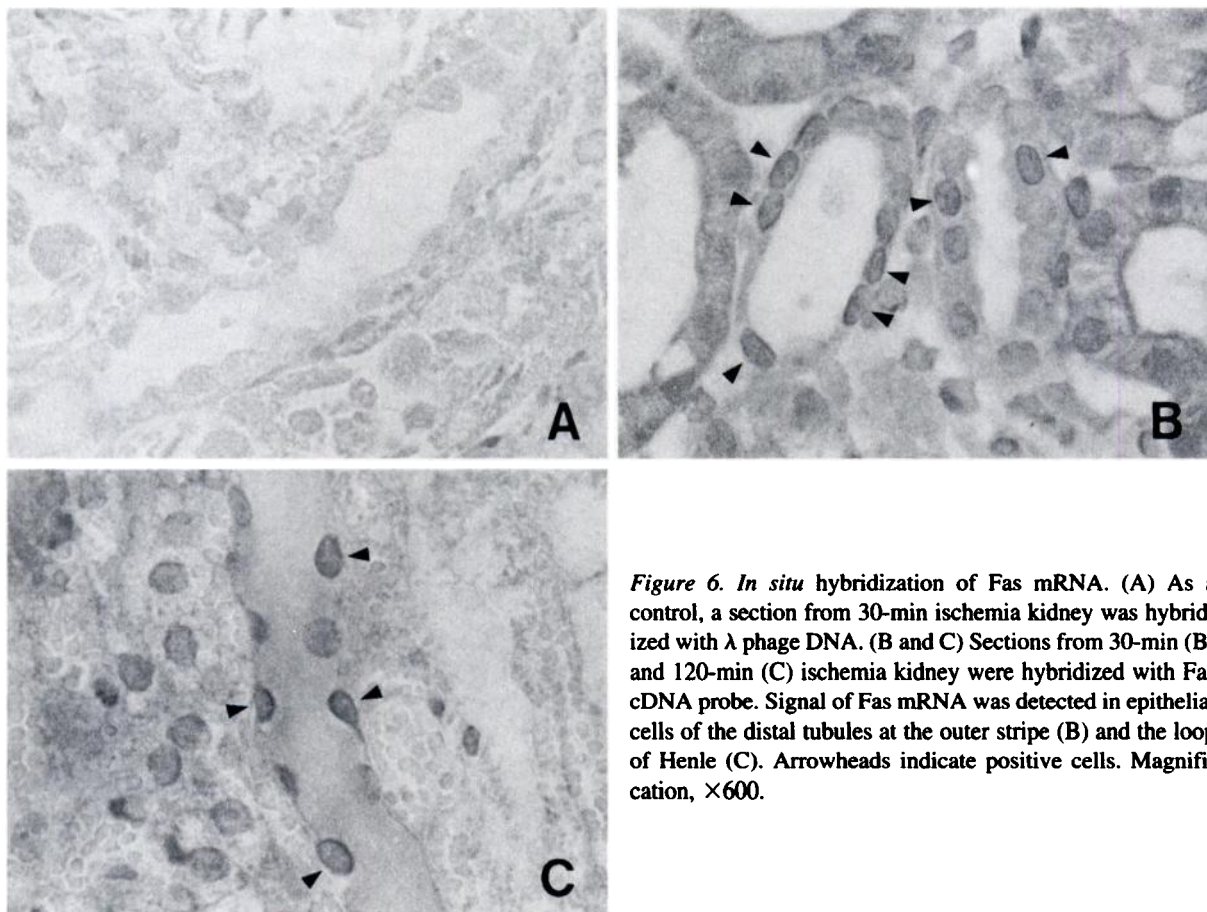 A
B
C
Figure 6. In situ hybridization of Fas mRNA. (A) As a
control, a section from 30-min ischemia kidney was hybrid
ized with λ phage DNA. (B and C) Sections from 30-min (B
and 120-min (C) ischemia kidney were hybridized with Fa
cDNA probe. Signal of Fas mRNA was detected in epithelia
cells of the distal tubules at the outer stripe (B) and the loop
of Henle (C). Arrowheads indicate positive cells. Magnifi
cation, ×600.